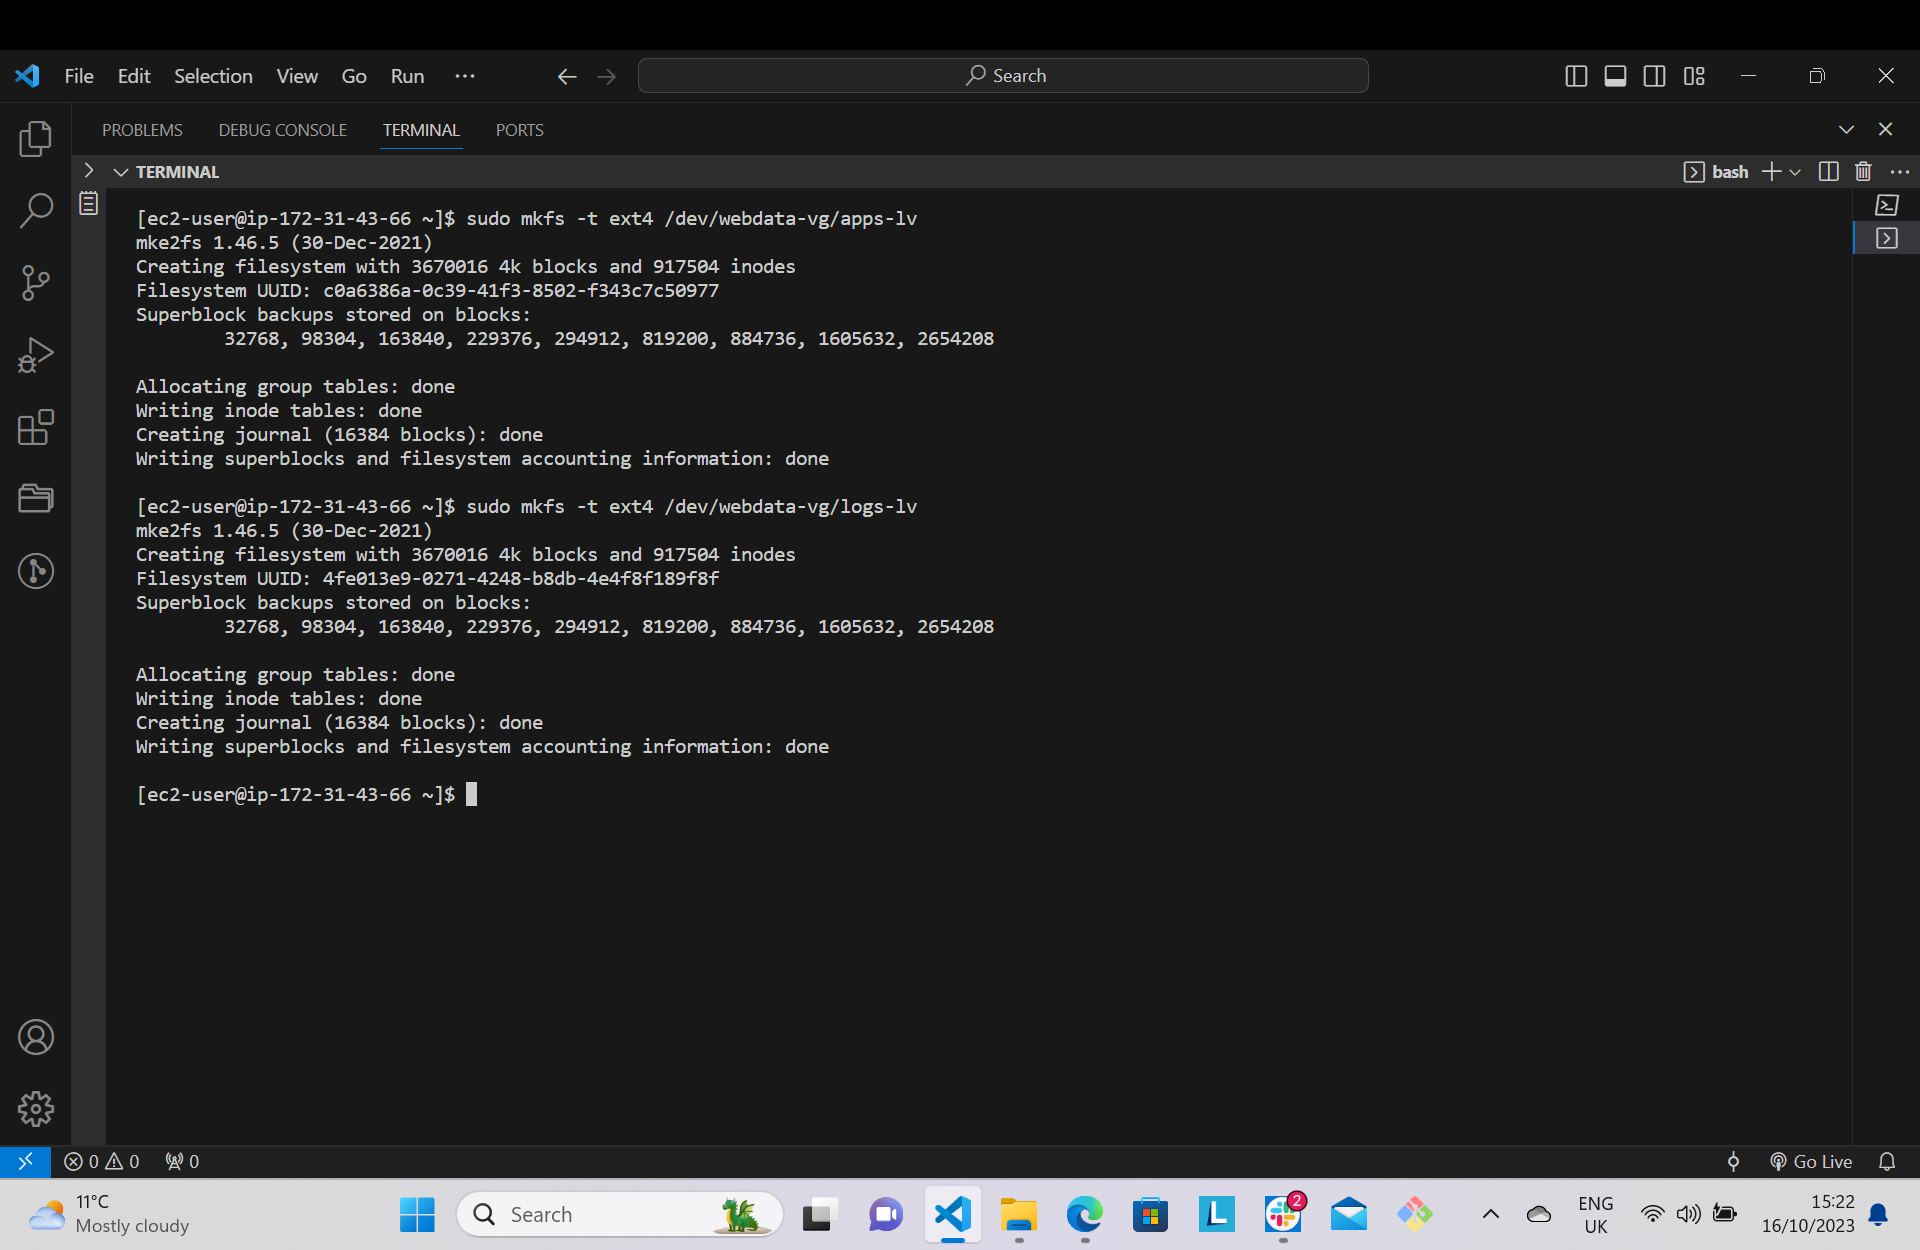 File Edit Selection View Go Run ···
Search
PROBLEMS DEBUG CONSOLE TERMINAL PORTS
TERMINAL
bash
[ec2-user@ip-172-31-43-66 ~]$ sudo mkfs -t ext4 /dev/webdata-vg/apps-lv
mke2fs 1.46.5 (30-Dec-2021)
Creating filesystem with 3670016 4k blocks and 917504 inodes
Filesystem UUID: c0a6386a-0c39-41f3-8502-f343c7c50977
Superblock backups stored on blocks:
32768, 98304, 163840, 229376, 294912, 819200, 884736, 1605632, 2654208
Allocating group tables: done
Writing inode tables: done
Creating journal (16384 blocks): done
Writing superblocks and filesystem accounting information: done
[ec2-user@ip-172-31-43-66 ~]$ sudo mkfs -t ext4 /dev/webdata-vg/logs-lv
mke2fs 1.46.5 (30-Dec-2021)
Creating filesystem with 3670016 4k blocks and 917504 inodes
Filesystem UUID: 4fe013e9-0271-4248-b8db-4e4f8f189f8f
Superblock backups stored on blocks:
32768, 98304, 163840, 229376, 294912, 819200, 884736, 1605632, 2654208
Allocating group tables: done
Writing inode tables: done
Creating journal (16384 blocks): done
Writing superblocks and filesystem accounting information: done
[ec2-user@ip-172-31-43-66 ~]$
0 0 0
Go Live
11°C
Mostly cloudy
Search
L
2
ENG
UK
15:22
16/10/2023